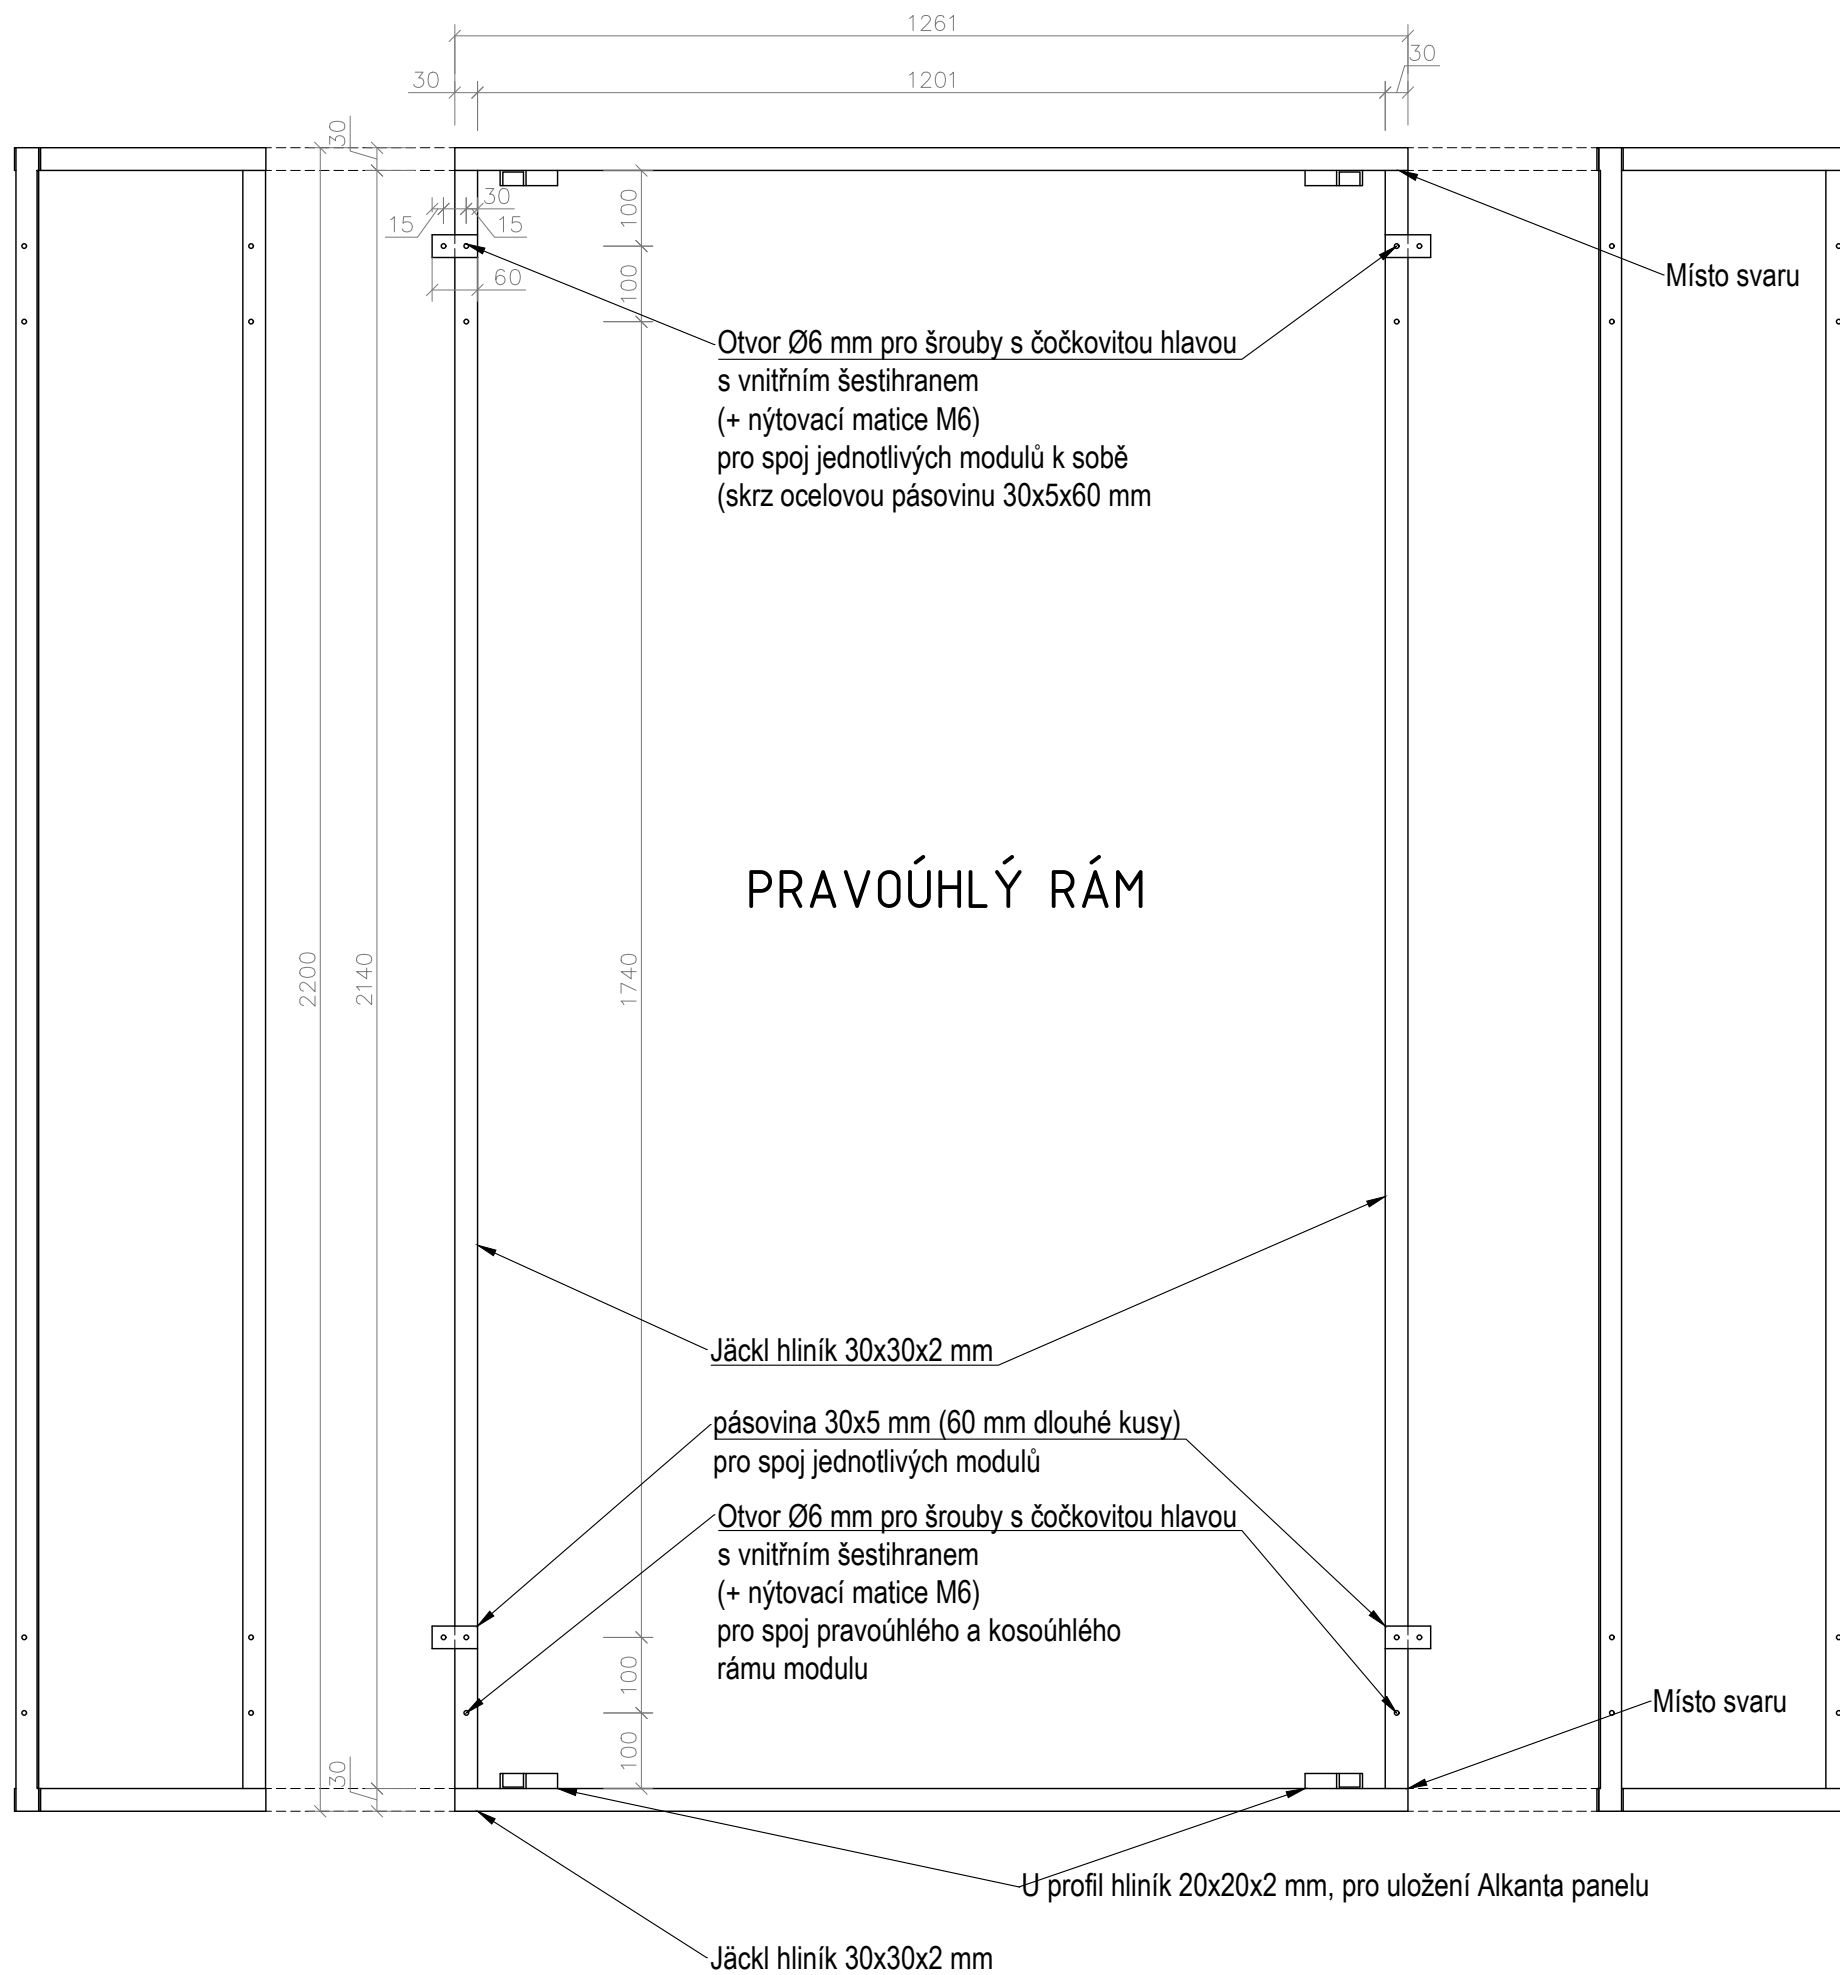 1261
30
1201
30
30
30
15
15
100
60
100
Místo svaru
Otvor Ø6 mm pro šrouby s čočkovitou hlavou
s vnitřním šestihranem
(+ nýtovací matice M6)
pro spoj jednotlivých modulů k sobě
(skrz ocelovou pásovinu 30x5x60 mm
PRAVOÚHLÝ RÁM
2200
2140
1740
Jäckl hliník 30x30x2 mm
pásovina 30x5 mm (60 mm dlouhé kusy)
pro spoj jednotlivých modulů
Otvor Ø6 mm pro šrouby s čočkovitou hlavou
s vnitřním šestihranem
(+ nýtovací matice M6)
pro spoj pravoúhlého a kosoúhlého
rámu modulu
100
Místo svaru
100
30
U profil hliník 20x20x2 mm, pro uložení Alkanta panelu
Jäckl hliník 30x30x2 mm